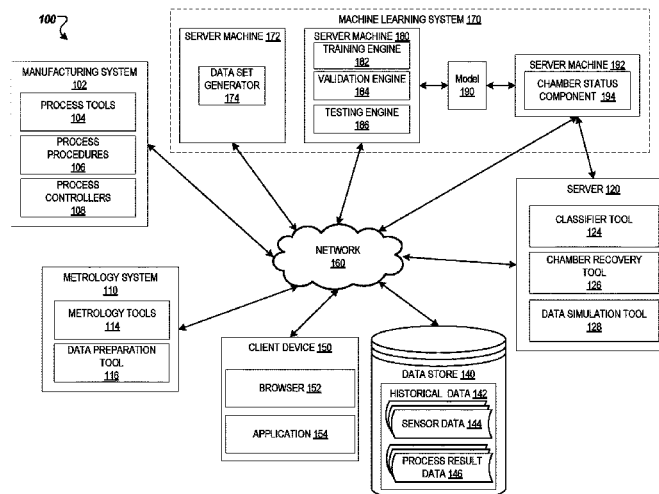 100
MACHINE LEARNING SYSTEM 170
MANUFACTURING SYSTEM
102
PROCESS TOOLS
104
PROCESS
PROCEDURES
106
PROCESS
CONTROLLERS
108
SERVER MACHINE 172
DATA SET
GENERATOR
174
SERVER MACHINE 180
TRAINING ENGINE
182
VALIDATION ENGINE
184
TESTING ENGINE
186
Model
190
SERVER MACHINE 192
CHAMBER STATUS
COMPONENT 194
SERVER 120
CLASSIFIER TOOL
124
CHAMBER RECOVERY
TOOL
126
DATA SIMULATION TOOL
128
NETWORK
160
METROLOGY SYSTEM
110
METROLOGY TOOLS
114
DATA PREPARATION
TOOL
116
CLIENT DEVICE 150
BROWSER 152
APPLICATION 154
DATA STORE 140
HISTORICAL DATA 142
SENSOR DATA 144
PROCESS RESULT
DATA 146